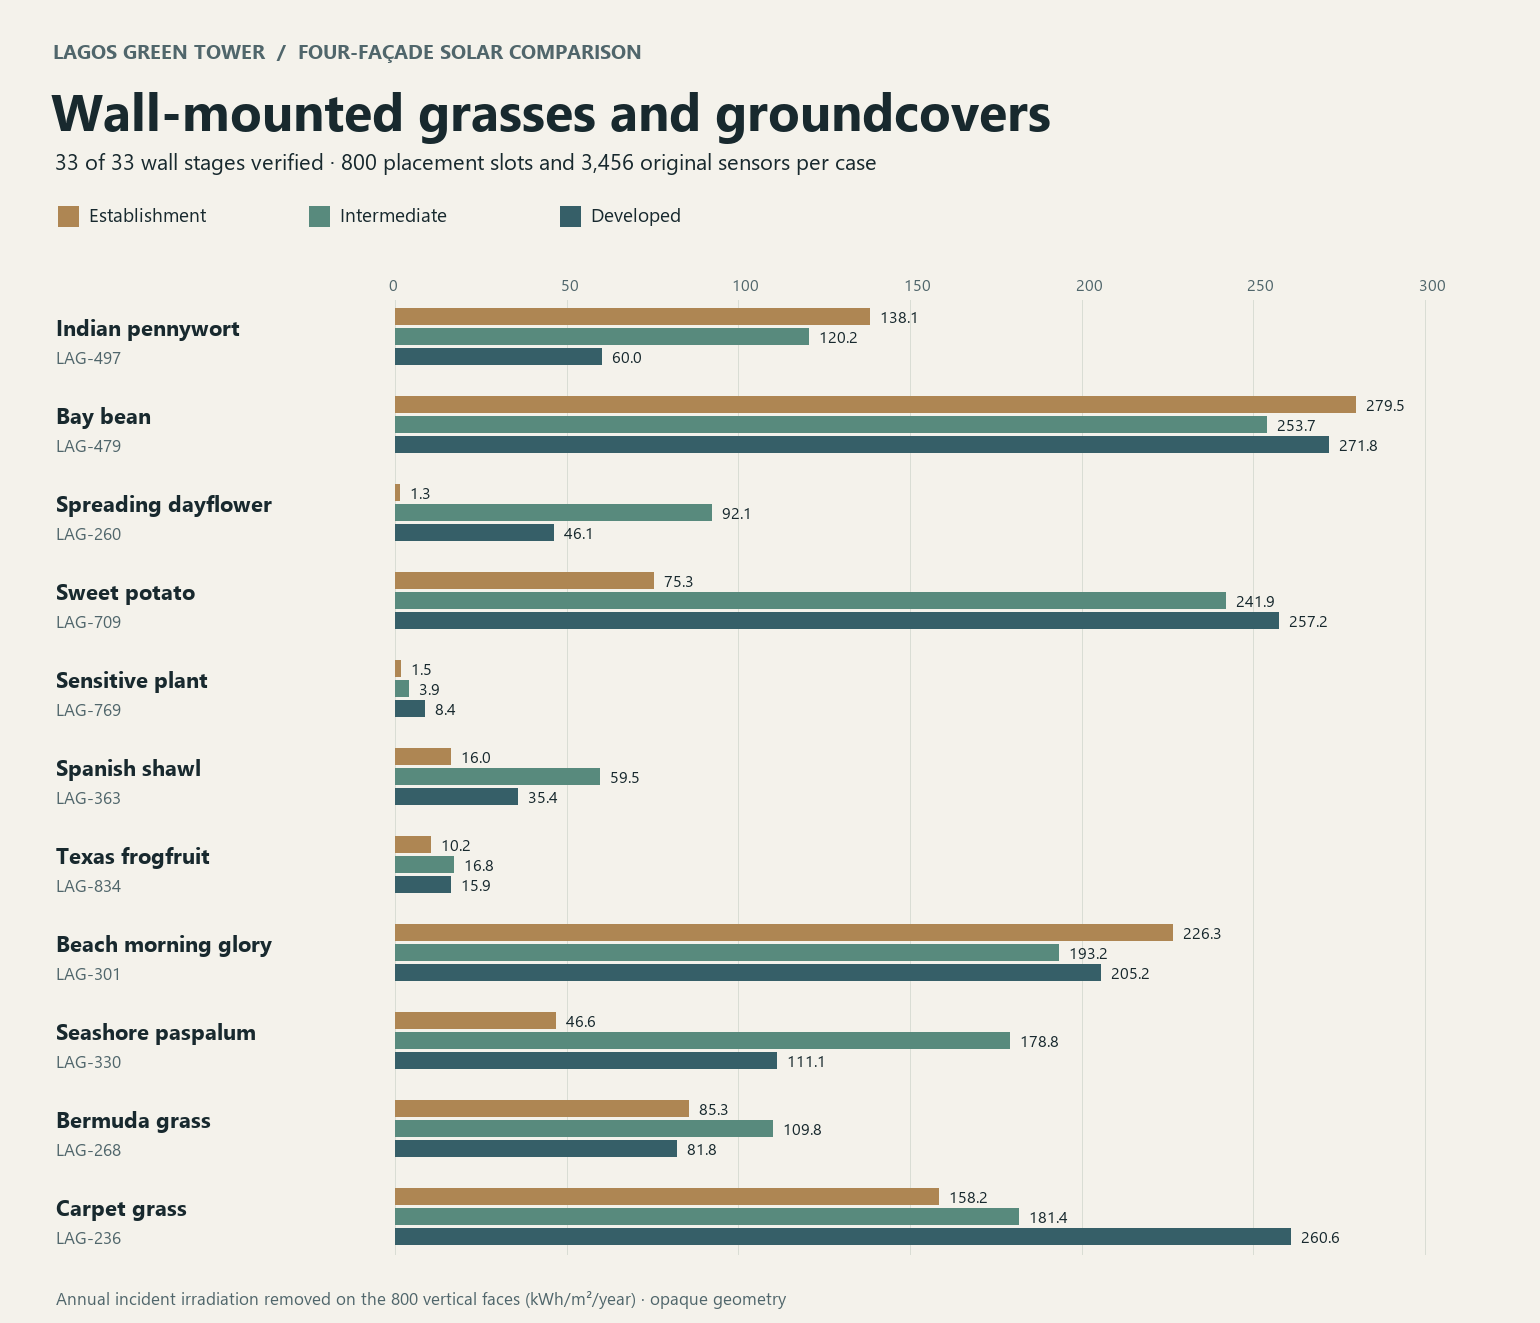 LAGOS GREEN TOWER / FOUR-FAÇADE SOLAR COMPARISON
Wall-mounted grasses and groundcovers
33 of 33 wall stages verified · 800 placement slots and 3,456 original sensors per case
Establishment Intermediate Developed
0 50 100 150 200 250 300
Indian pennywort
LAG-497
138.1
120.2
60.0
Bay bean
LAG-479
279.5
253.7
271.8
Spreading dayflower
LAG-260
1.3
92.1
46.1
Sweet potato
LAG-709
75.3
241.9
257.2
Sensitive plant
LAG-769
1.5
3.9
8.4
Spanish shawl
LAG-363
16.0
59.5
35.4
Texas frogfruit
LAG-834
10.2
16.8
15.9
Beach morning glory
LAG-301
226.3
193.2
205.2
Seashore paspalum
LAG-330
46.6
178.8
111.1
Bermuda grass
LAG-268
85.3
109.8
81.8
Carpet grass
LAG-236
158.2
181.4
260.6
Annual incident irradiation removed on the 800 vertical faces (kWh/m²/year) · opaque geometry